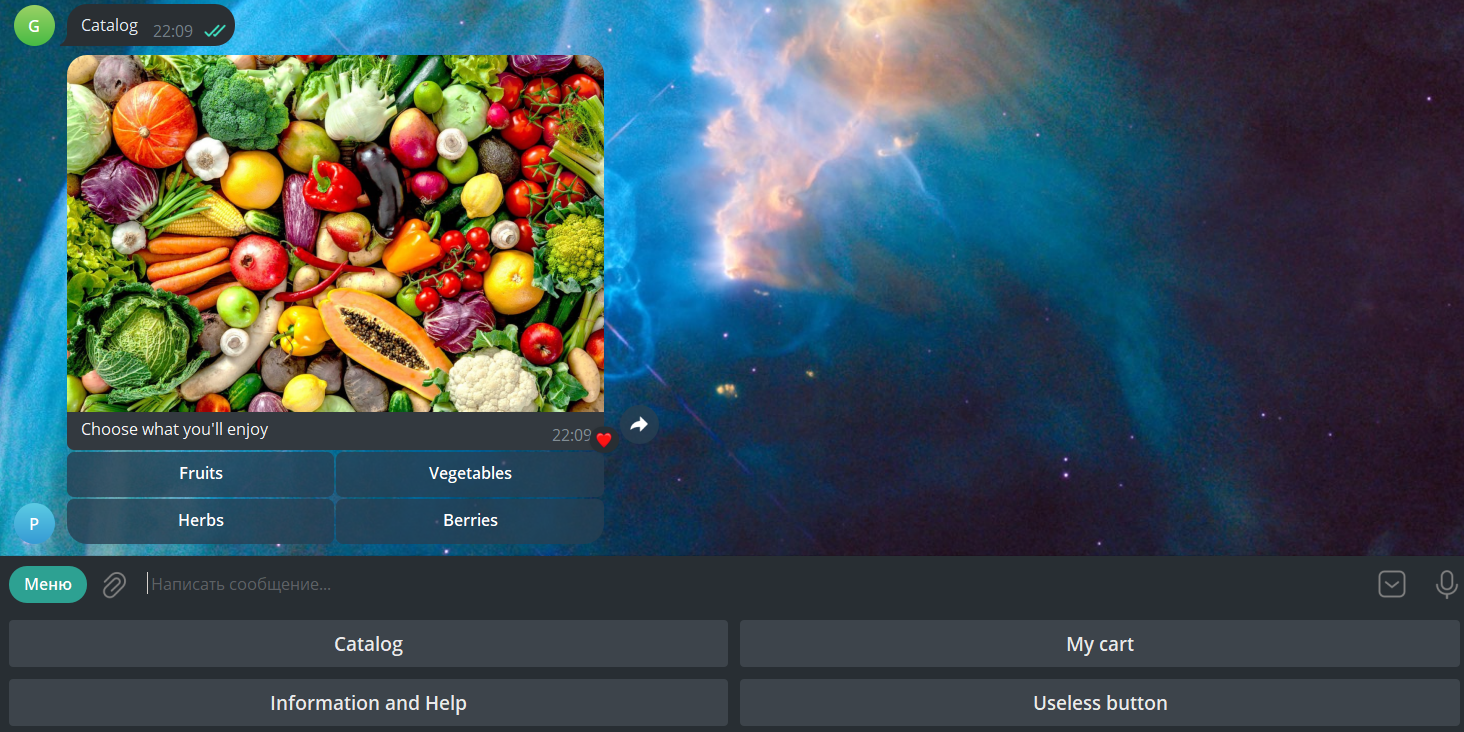 G
Catalog 22:09
Choose what you'll enjoy
22:09
Fruits
Vegetables
Herbs
Berries
P
Меню
Написать сообщение...
Catalog
My cart
Information and Help
Useless button